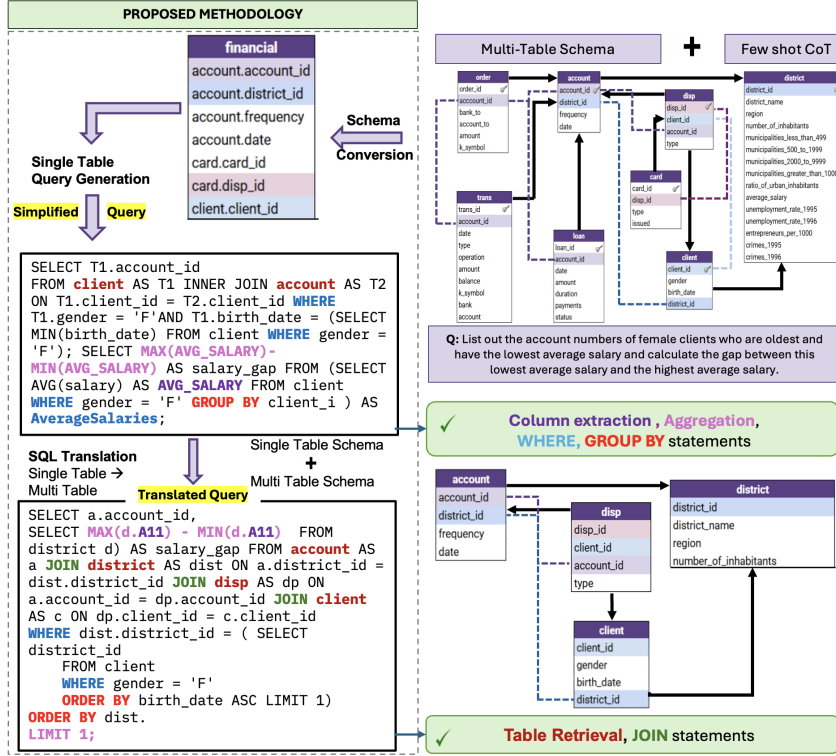 PROPOSED METHODOLOGY
financial
account.account_id
account.district_id
account.frequency
account.date
card.card_id
card.disp_id
client.client_id
Schema
Conversion
Single Table
Query Generation
Simplified Query
SELECT T1.account_id
FROM client AS T1 INNER JOIN account AS T2
ON T1.client_id = T2.client_id WHERE
T1.gender = 'F'AND T1.birth_date = (SELECT
MIN(birth_date) FROM client WHERE gender =
'F'); SELECT MAX(AVG_SALARY)-
MIN(AVG_SALARY) AS salary_gap FROM (SELECT
AVG(salary) AS AVG_SALARY FROM client
WHERE gender = 'F' GROUP BY client_i ) AS
AverageSalaries;
SQL Translation
Single Table →
Multi Table
Single Table Schema
+
Multi Table Schema
Translated Query
SELECT a.account_id,
SELECT MAX(d.A11) - MIN(d.A11) FROM
district d) AS salary_gap FROM account AS
a JOIN district AS dist ON a.district_id =
dist.district_id JOIN disp AS dp ON
a.account_id = dp.account_id JOIN client
AS c ON dp.client_id = c.client_id
WHERE dist.district_id = ( SELECT
district_id
FROM client
WHERE gender = 'F'
ORDER BY birth_date ASC LIMIT 1)
ORDER BY dist.
LIMIT 1;
Multi-Table Schema + Few shot CoT
order
order_id
acccount_id
bank_to
account_to
amount
k_symbol
account
account_id
district_id
frequency
date
disp
disp_id
client_id
account_id
type
district
district_id
district_name
region
number_of_inhabitants
municipalities_less_than_499
municipalities_500_to_1999
municipalities_2000_to_9999
municipalities_greater_than_1000
ratio_of_urban_inhabitants
average_salary
unemployment_rate_1995
unemployment_rate_1996
entrepreneurs_per_1000
crimes_1995
crimes_1996
card
card_id
disp_id
type
issued
trans
trans_id
account_id
date
type
operation
amount
balance
k_symbol
bank
account
loan
loan_id
account_id
date
amount
duration
payments
status
client
client_id
gender
birth_date
district_id
Q: List out the account numbers of female clients who are oldest and
have the lowest average salary and calculate the gap between this
lowest average salary and the highest average salary.
✓ Column extraction , Aggregation,
WHERE, GROUP BY statements
account
account_id
district_id
frequency
date
disp
disp_id
client_id
account_id
type
district
district_id
district_name
region
number_of_inhabitants
client
client_id
gender
birth_date
district_id
✓ Table Retrieval, JOIN statements